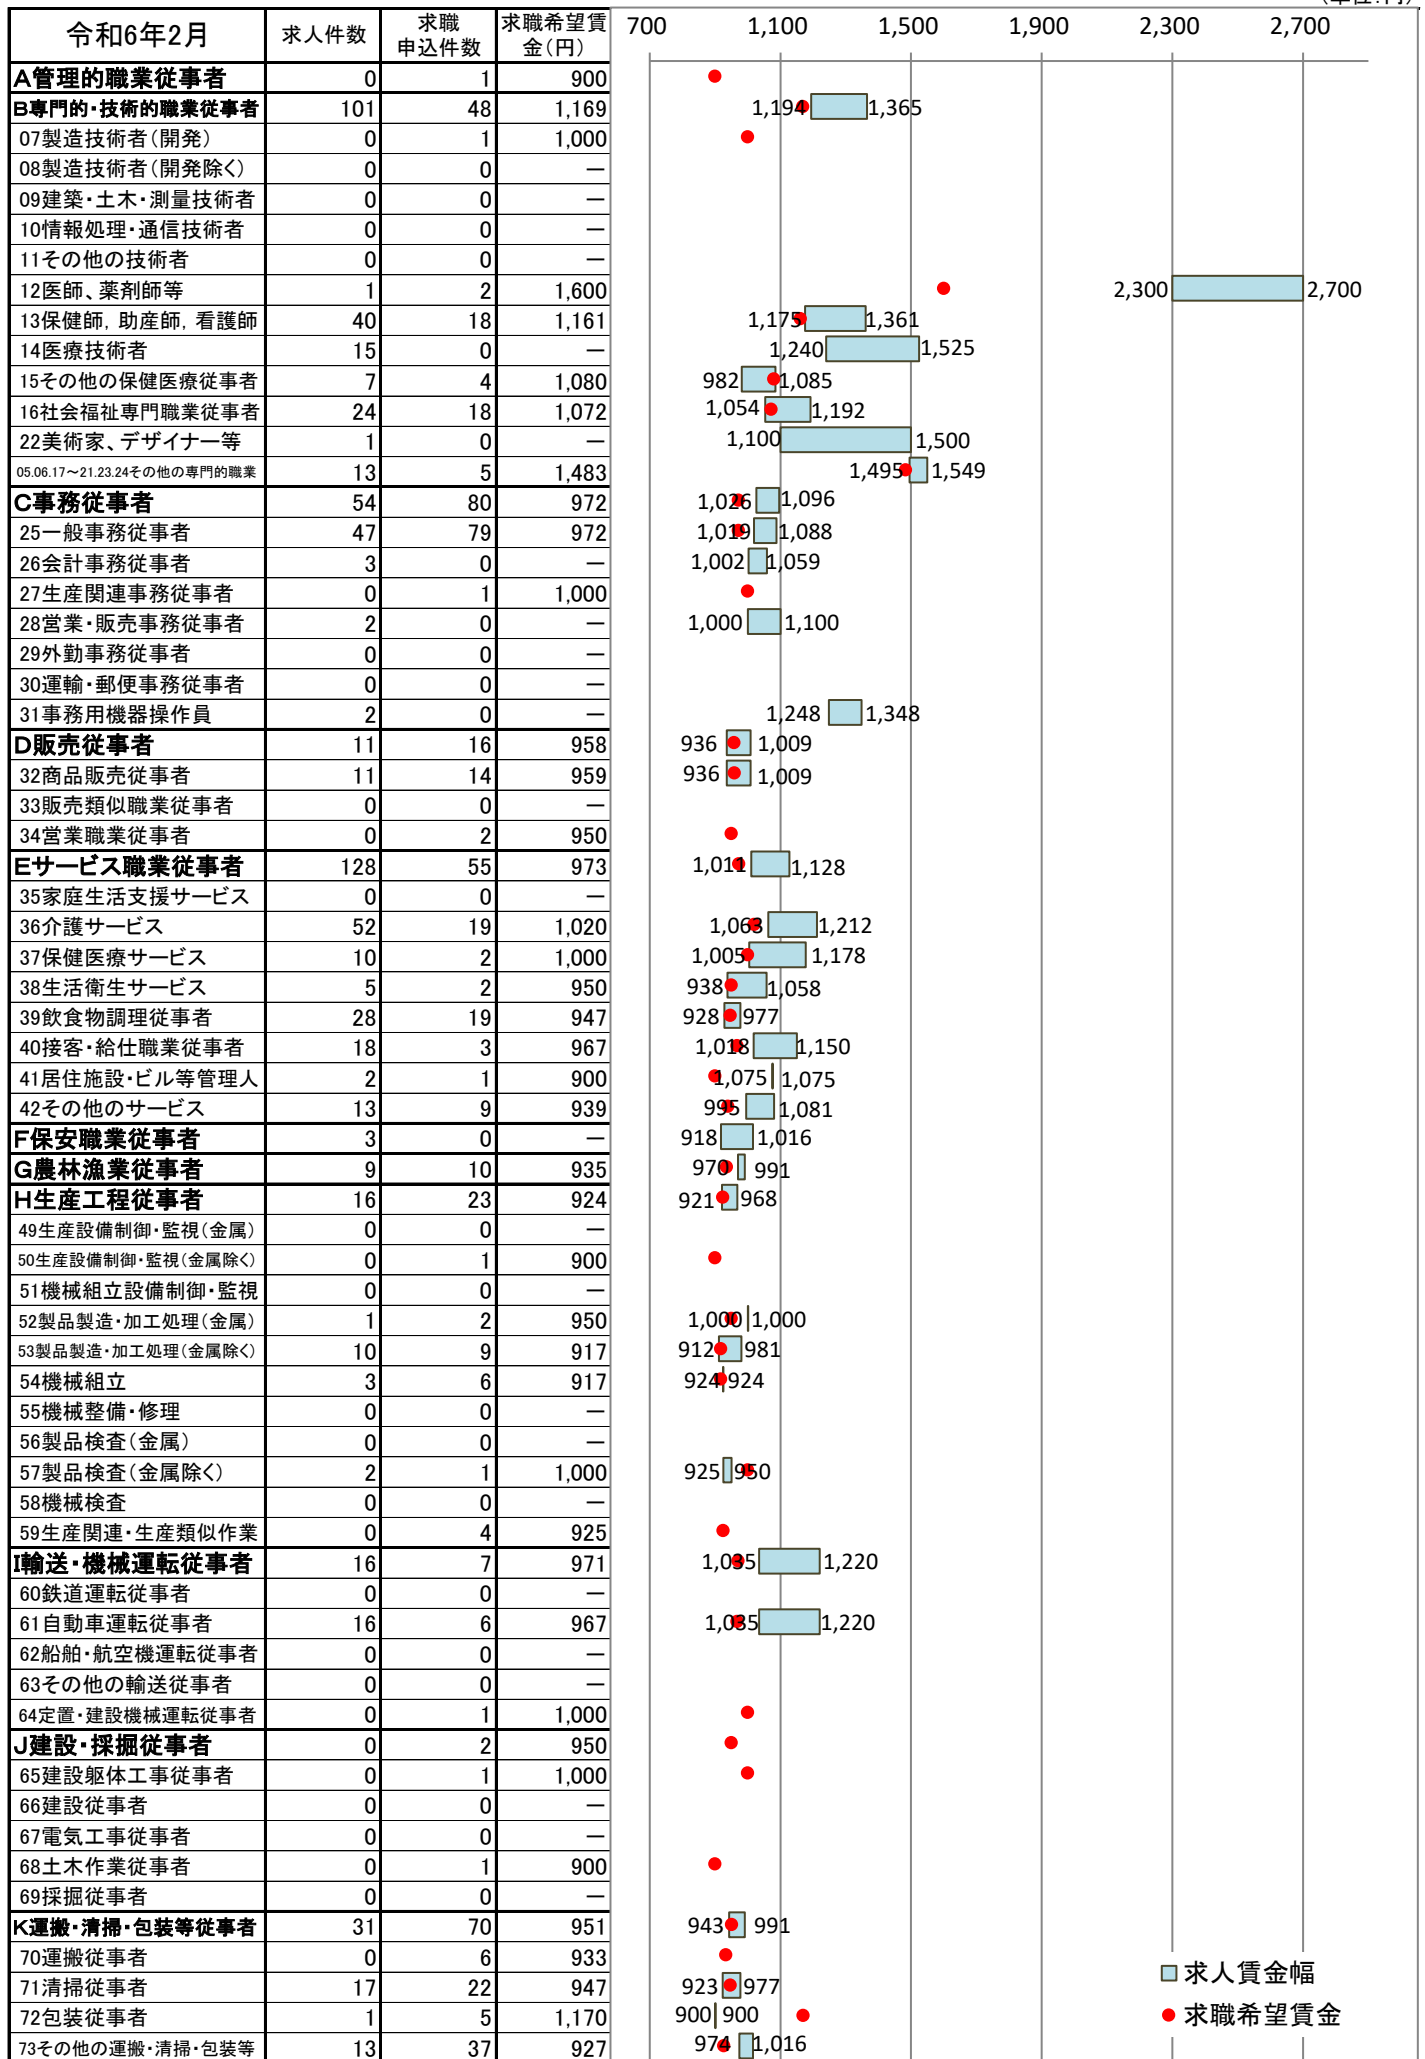 (単位:円)
令和6年2月 求人件数 求職申込件数 求職希望賃金(円) 700 1,100 1,500 1,900 2,300 2,700
A管理的職業従事者 0 1 900
B専門的・技術的職業従事者 101 48 1,169 1,194 1,365
07製造技術者(開発) 0 1 1,000
08製造技術者(開発除く) 0 0 ―
09建築・土木・測量技術者 0 0 ―
10情報処理・通信技術者 0 0 ―
11その他の技術者 0 0 ―
12医師、薬剤師等 1 2 1,600 2,300 2,700
13保健師,助産師,看護師 40 18 1,161 1,175 1,361
14医療技術者 15 0 ― 1,240 1,525
15その他の保健医療従事者 7 4 1,080 982 1,085
16社会福祉専門職業従事者 24 18 1,072 1,054 1,192
22美術家、デザイナー等 1 0 ― 1,100 1,500
05.06.17~21.23.24その他の専門的職業 13 5 1,483 1,495 1,549
C事務従事者 54 80 972 1,026 1,096
25一般事務従事者 47 79 972 1,019 1,088
26会計事務従事者 3 0 ― 1,002 1,059
27生産関連事務従事者 0 1 1,000
28営業・販売事務従事者 2 0 ― 1,000 1,100
29外勤事務従事者 0 0 ―
30運輸・郵便事務従事者 0 0 ―
31事務用機器操作員 2 0 ― 1,248 1,348
D販売従事者 11 16 958 936 1,009
32商品販売従事者 11 14 959 936 1,009
33販売類似職業従事者 0 0 ―
34営業職業従事者 0 2 950
Eサービス職業従事者 128 55 973 1,011 1,128
35家庭生活支援サービス 0 0 ―
36介護サービス 52 19 1,020 1,063 1,212
37保健医療サービス 10 2 1,000 1,005 1,178
38生活衛生サービス 5 2 950 938 1,058
39飲食物調理従事者 28 19 947 928 977
40接客・給仕職業従事者 18 3 967 1,018 1,150
41居住施設・ビル等管理人 2 1 900 1,075 1,075
42その他のサービス 13 9 939 995 1,081
F保安職業従事者 3 0 ― 918 1,016
G農林漁業従事者 9 10 935 970 991
H生産工程従事者 16 23 924 921 968
49生産設備制御・監視(金属) 0 0 ―
50生産設備制御・監視(金属除く) 0 1 900
51機械組立設備制御・監視 0 0 ―
52製品製造・加工処理(金属) 1 2 950 1,000 1,000
53製品製造・加工処理(金属除く) 10 9 917 912 981
54機械組立 3 6 917 924 924
55機械整備・修理 0 0 ―
56製品検査(金属) 0 0 ―
57製品検査(金属除く) 2 1 1,000 925 950
58機械検査 0 0 ―
59生産関連・生産類似作業 0 4 925
I輸送・機械運転従事者 16 7 971 1,035 1,220
60鉄道運転従事者 0 0 ―
61自動車運転従事者 16 6 967 1,035 1,220
62船舶・航空機運転従事者 0 0 ―
63その他の輸送従事者 0 0 ―
64定置・建設機械運転従事者 0 1 1,000
J建設・採掘従事者 0 2 950
65建設躯体工事従事者 0 1 1,000
66建設従事者 0 0 ―
67電気工事従事者 0 0 ―
68土木作業従事者 0 1 900
69採掘従事者 0 0 ―
K運搬・清掃・包装等従事者 31 70 951 943 991
70運搬従事者 0 6 933
71清掃従事者 17 22 947 923 977
72包装従事者 1 5 1,170 900 900
73その他の運搬・清掃・包装等 13 37 927 974 1,016
求人賃金幅
求職希望賃金